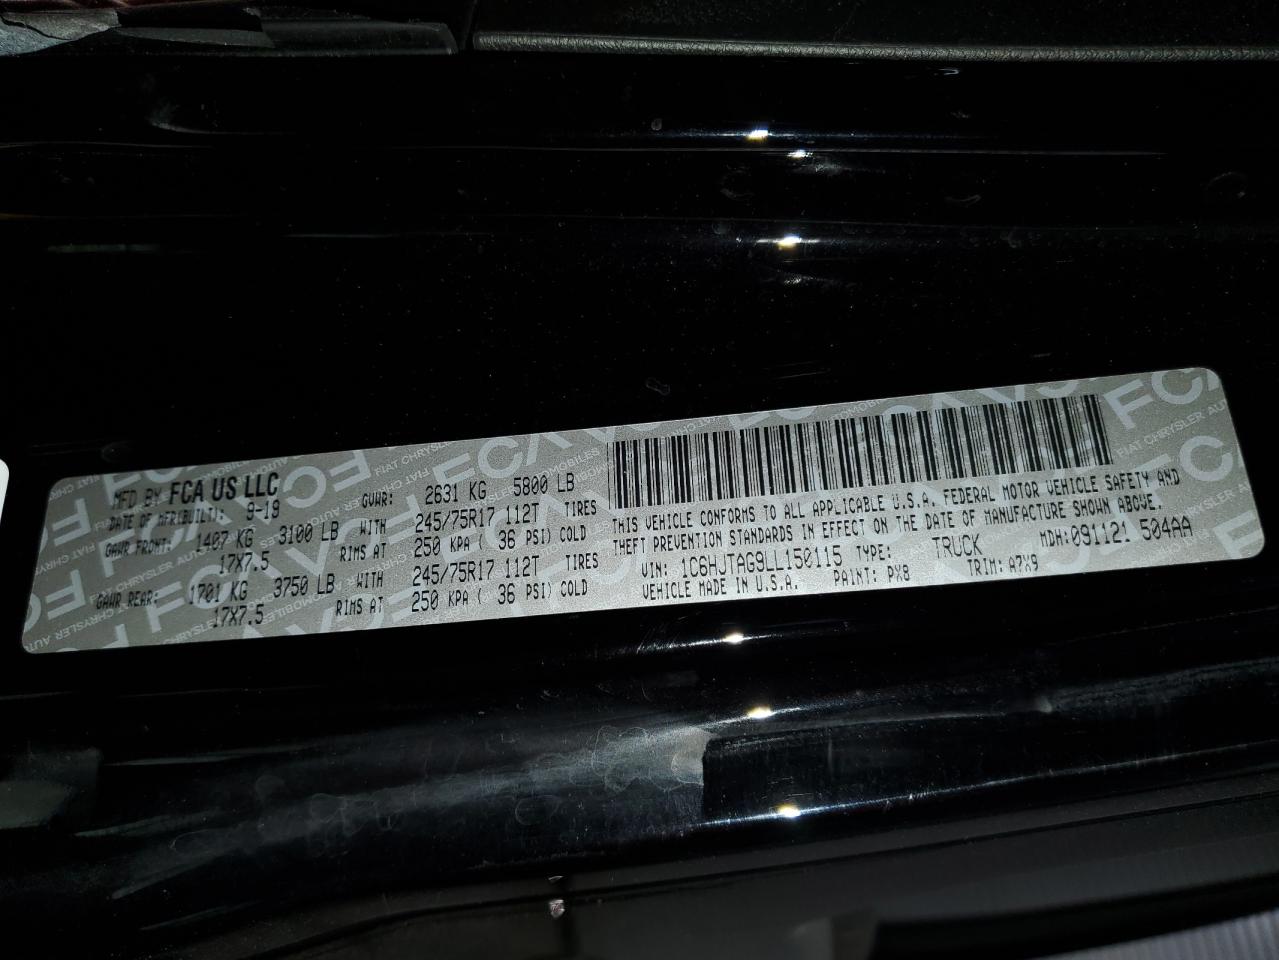 MFD BY FCA US LLC
DATE OF MFR(BUILT): 9-19
GVWR: 2631 KG 5800 LB
GAWR FRONT: 1407 KG 3100 LB WITH 245/75R17 112T TIRES
17X7.5 RIMS AT 250 KPA ( 36 PSI) COLD
GAWR REAR: 1701 KG 3750 LB WITH 245/75R17 112T TIRES
17X7.5 RIMS AT 250 KPA ( 36 PSI) COLD
THIS VEHICLE CONFORMS TO ALL APPLICABLE U.S.A. FEDERAL MOTOR VEHICLE SAFETY AND
THEFT PREVENTION STANDARDS IN EFFECT ON THE DATE OF MANUFACTURE SHOWN ABOVE.
VIN: 1C6HJTAG9LL150115 TYPE: TRUCK MDH:091121 504AA
VEHICLE MADE IN U.S.A. PAINT: PX8 TRIM: A7X9